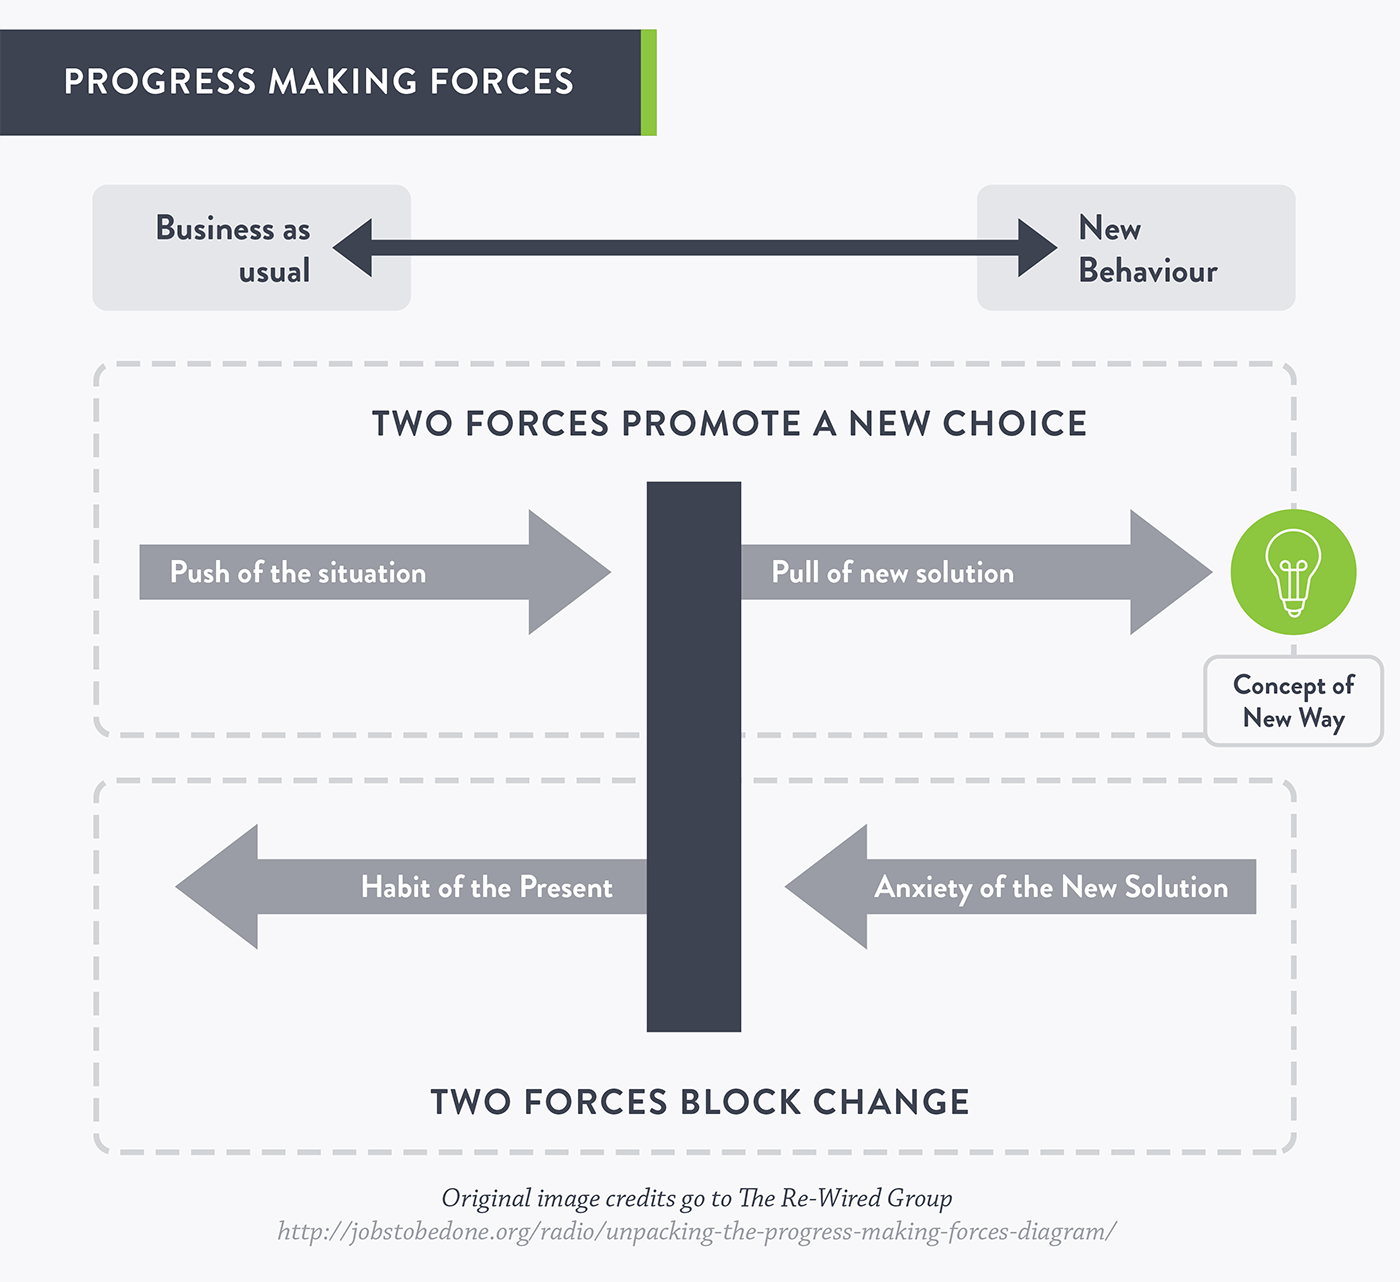 PROGRESS MAKING FORCES
Business as
usual
New
Behaviour
TWO FORCES PROMOTE A NEW CHOICE
Push of the situation
Pull of new solution
Concept of
New Way
Habit of the Present
Anxiety of the New Solution
TWO FORCES BLOCK CHANGE
Original image credits go to The Re-Wired Group
http://jobstobedone.org/radio/unpacking-the-progress-making-forces-diagram/